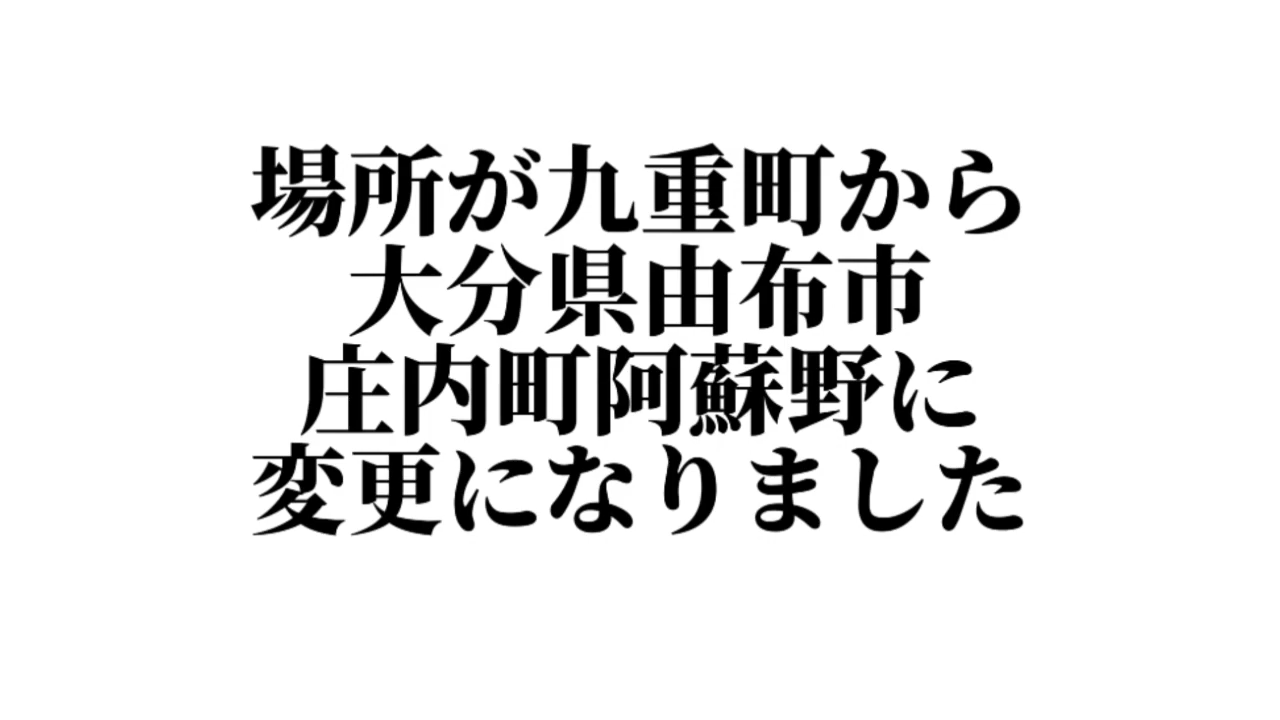 場所が九重町から
大分県由布市
庄内町阿蘇野に
変更になりました